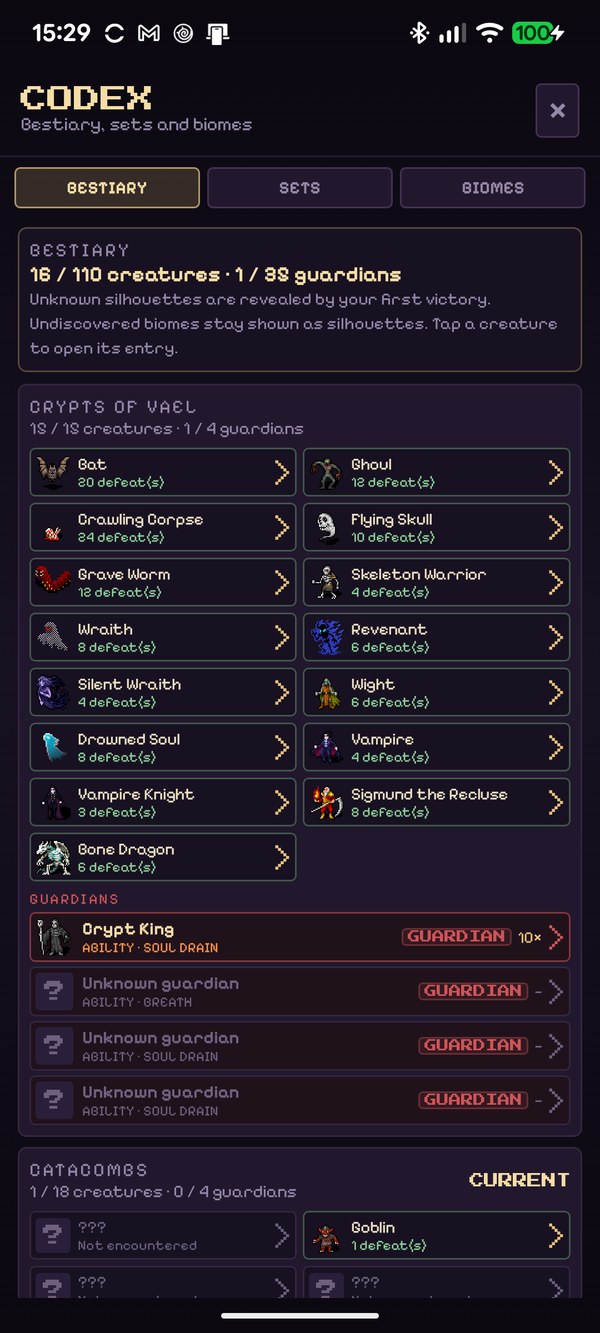 15:29
100
CODEX
Bestiary, sets and biomes
×
BESTIARY
SETS
BIOMES
BESTIARY
16 / 110 creatures · 1 / 35 guardians
Unknown silhouettes are revealed by your first victory.
Undiscovered biomes stay shown as silhouettes. Tap a creature
to open its entry.
CRYPTS OF VAEL
15 / 15 creatures · 1 / 4 guardians
Bat
20 defeat(s)
Ghoul
12 defeat(s)
Crawling Corpse
24 defeat(s)
Flying Skull
10 defeat(s)
Grave Worm
12 defeat(s)
Skeleton Warrior
4 defeat(s)
Wraith
8 defeat(s)
Revenant
6 defeat(s)
Silent Wraith
4 defeat(s)
Wight
6 defeat(s)
Drowned Soul
8 defeat(s)
Vampire
4 defeat(s)
Vampire Knight
3 defeat(s)
Sigmund the Recluse
8 defeat(s)
Bone Dragon
6 defeat(s)
GUARDIANS
Crypt King
ABILITY · SOUL DRAIN
GUARDIAN 10×
? Unknown guardian
ABILITY · BREATH
GUARDIAN –
? Unknown guardian
ABILITY · SOUL DRAIN
GUARDIAN –
? Unknown guardian
ABILITY · SOUL DRAIN
GUARDIAN –
CATACOMBS
1 / 18 creatures · 0 / 4 guardians
CURRENT
? ???
Not encountered
Goblin
1 defeat(s)
? ???
? ???